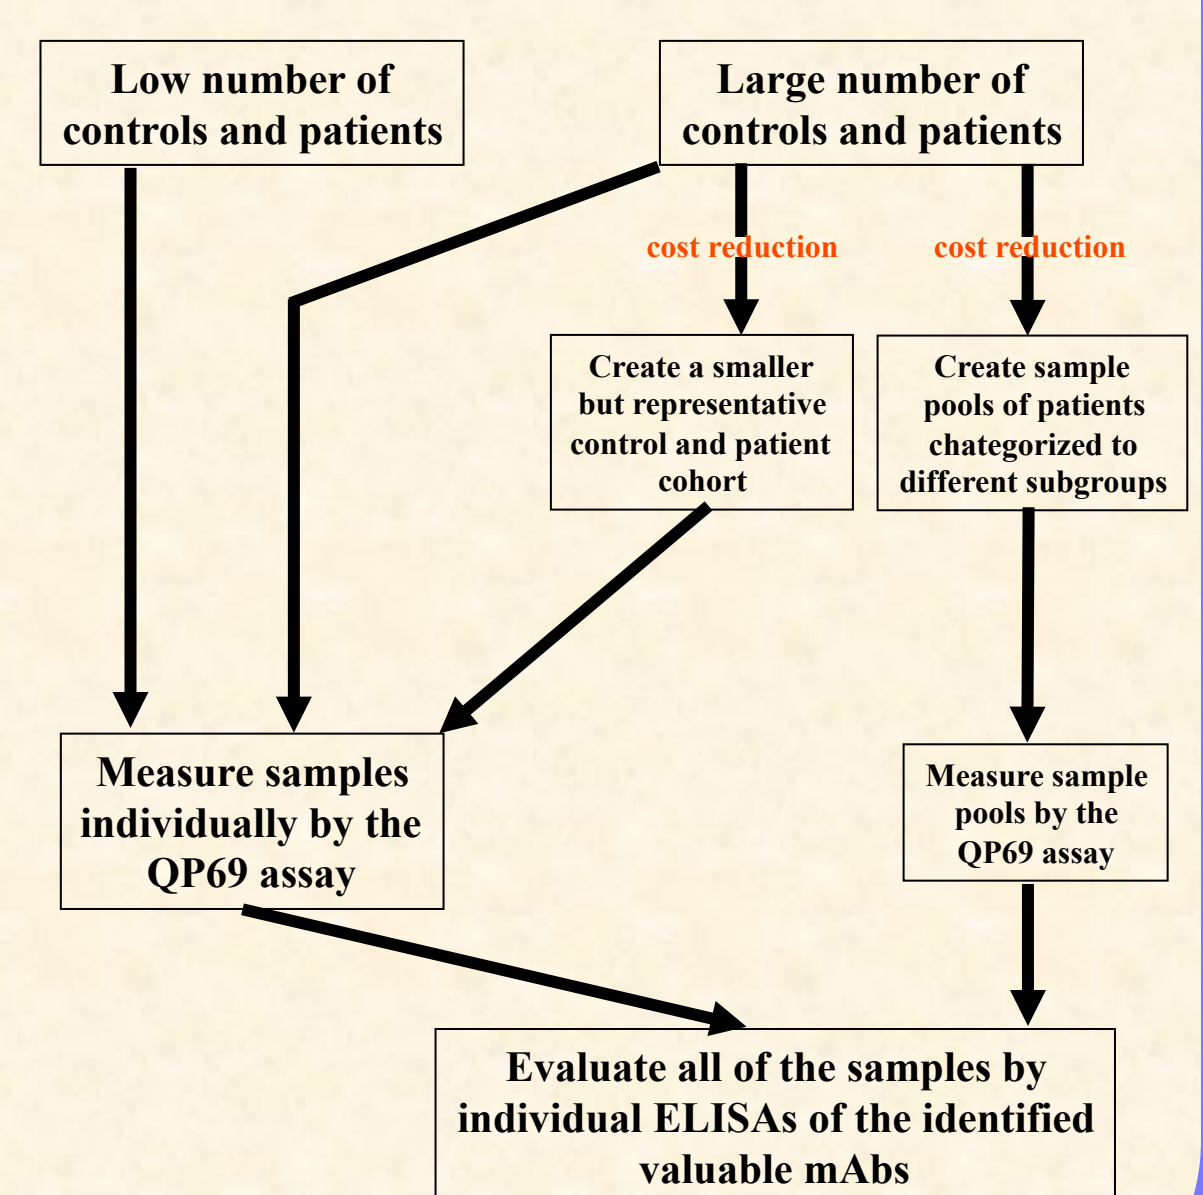 Low number of
controls and patients
Large number of
controls and patients
cost reduction
cost reduction
Create a smaller
but representative
control and patient
cohort
Create sample
pools of patients
chategorized to
different subgroups
Measure samples
individually by the
QP69 assay
Measure sample
pools by the
QP69 assay
Evaluate all of the samples by
individual ELISAs of the identified
valuable mAbs